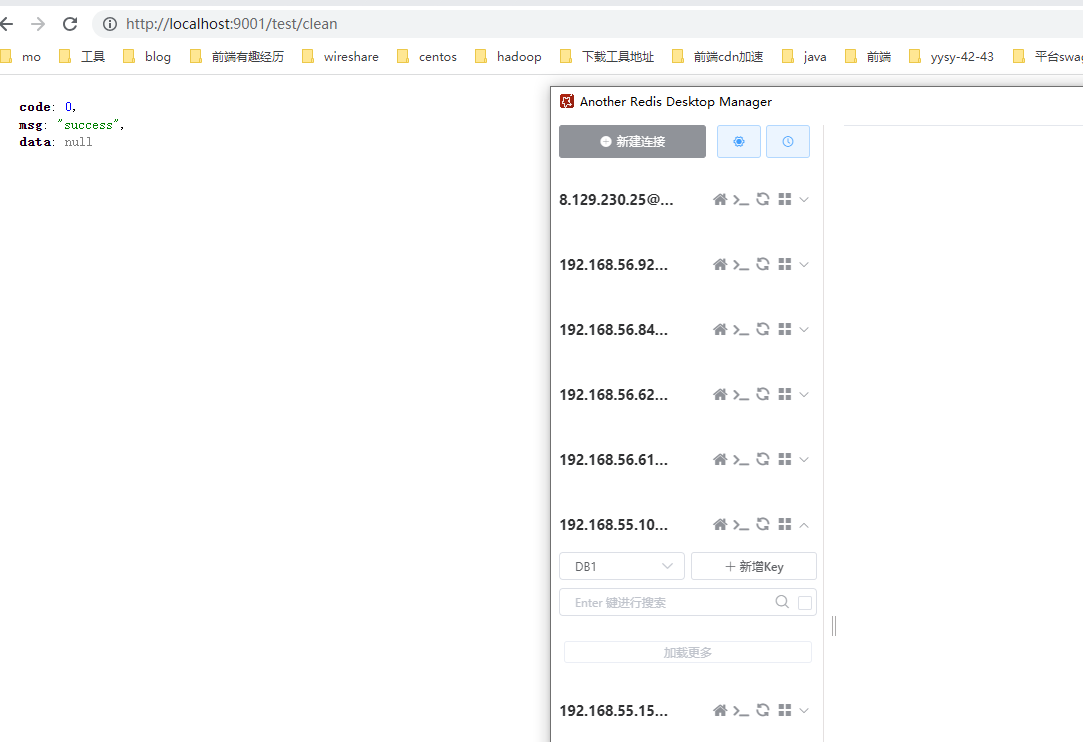 http://localhost:9001/test/clean
mo 工具 blog 前端有趣经历 wireshare centos hadoop 下载工具地址 前端cdn加速 java 前端 yysy-42-43 平台swag
code: 0,
msg: "success",
data: null
Another Redis Desktop Manager
新建连接
8.129.230.25@...
192.168.56.92...
192.168.56.84...
192.168.56.62...
192.168.56.61...
192.168.55.10...
DB1 新增Key
Enter 键进行搜索
加载更多
192.168.55.15...